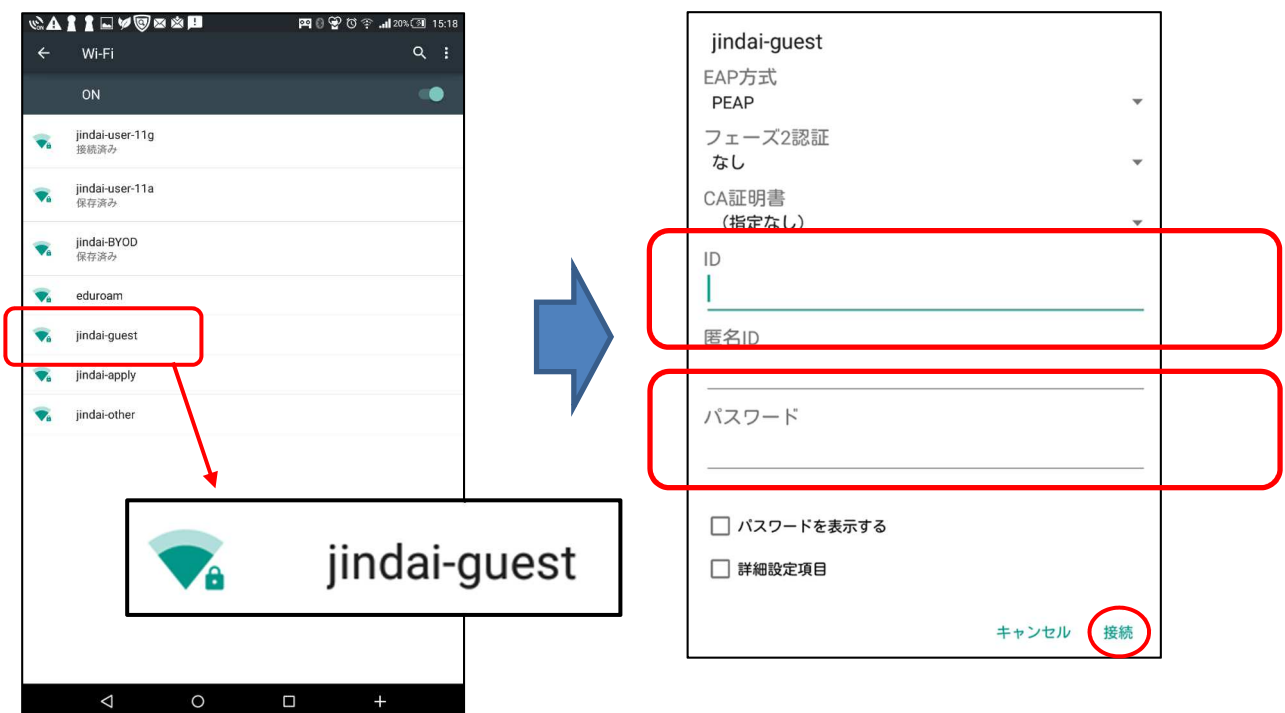 20% 15:18
Wi-Fi
ON
jindai-user-11g
接続済み
jindai-user-11a
保存済み
jindai-BYOD
保存済み
eduroam
jindai-guest
jindai-apply
jindai-other
jindai-guest
jindai-guest
EAP方式
PEAP
フェーズ2認証
なし
CA証明書
（指定なし）
ID
匿名ID
パスワード
パスワードを表示する
詳細設定項目
キャンセル 接続